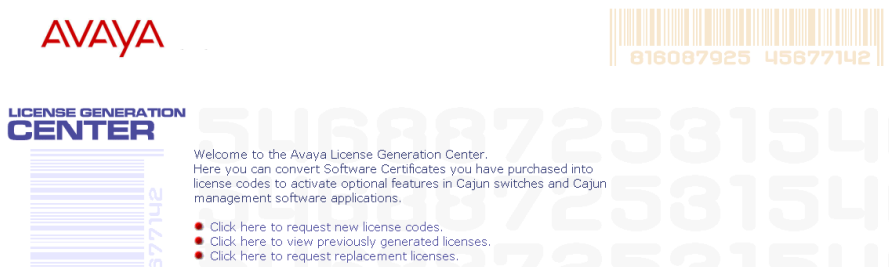 AVAYA
816087925 45677142
LICENSE GENERATION
CENTER
546887253154
Welcome to the Avaya License Generation Center.
Here you can convert Software Certificates you have purchased into
license codes to activate optional features in Cajun switches and Cajun
management software applications.
Click here to request new license codes.
Click here to view previously generated licenses.
Click here to request replacement licenses.